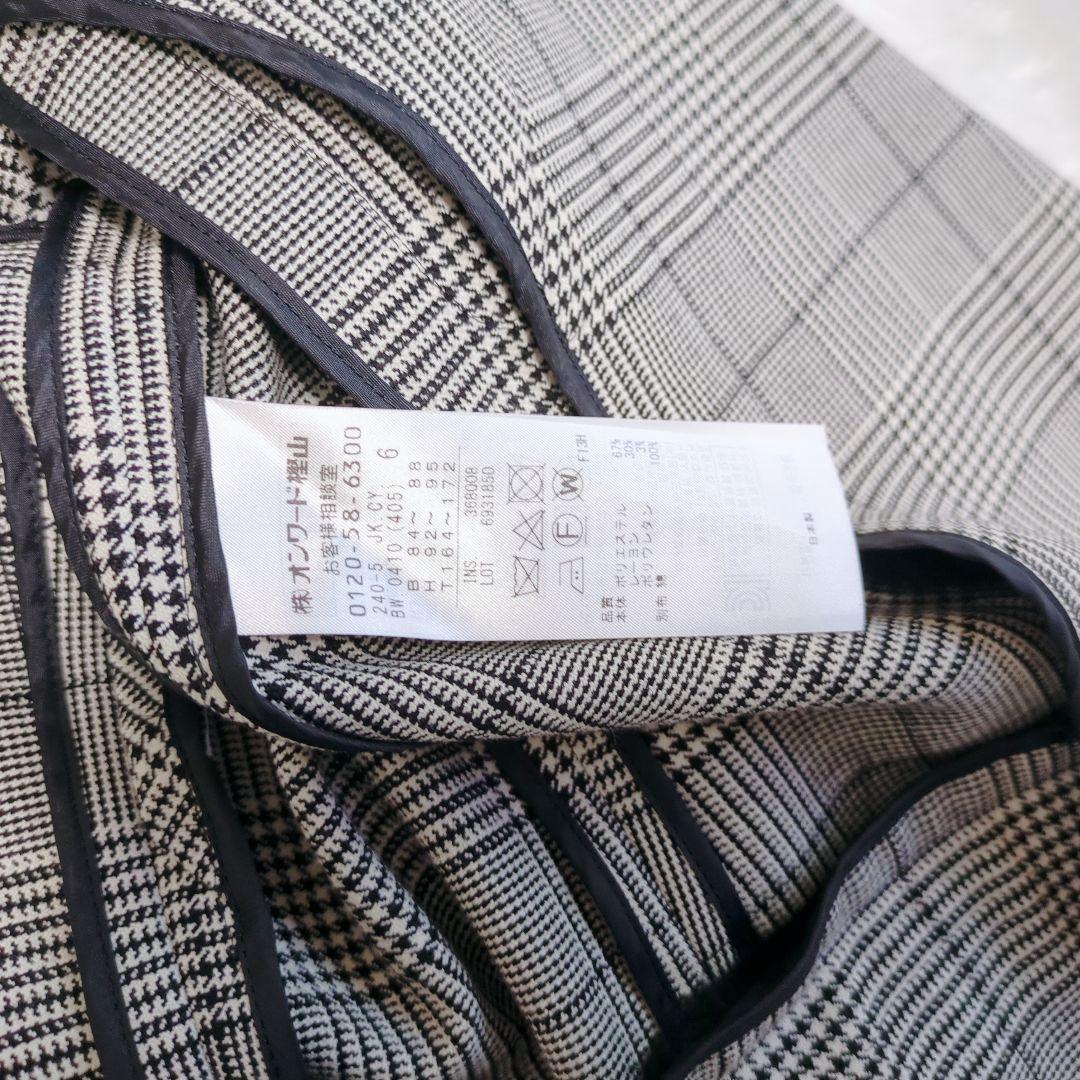 (株)オンワード樫山
お客様相談室
0120-58-6300
240-5 JK CY
BW 0410 (405) 6
B 84～ 88
H 92～ 95
T164～172
INS 368008
LOT 6931850
W
F
F13H
品質
本体 ポリエステル 67%
レーヨン 30%
ポリウレタン 3%
別布 綿 100%
日本製